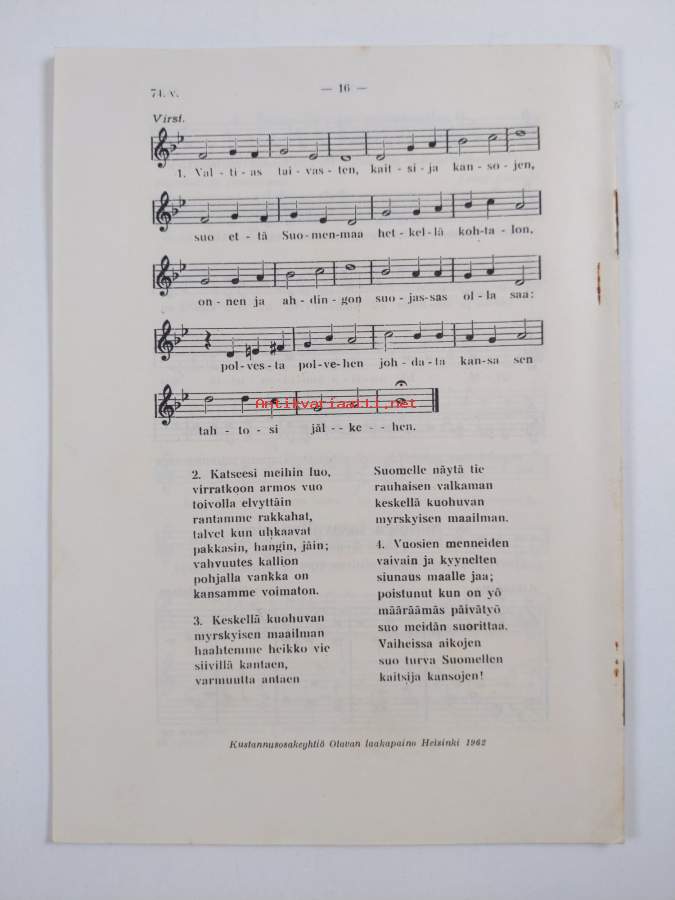 74. v.
— 16 —
Virsi.
1. Val - ti - as tai - vas - ten, kait - si - ja kan - so - jen,
suo et - tä Suo - men - maa het - kel - lä koh - ta - lon,
on - nen ja ah - din - gon suo - jas - sas ol - la saa:
pol - ves - ta pol - ve - hen joh - da - ta kan - sa sen
Antikvariaatti.net
tah - to - si jäl - - ke - - hen.
2. Katseesi meihin luo,
virratkoon armos vuo
toivolla elvyttäin
rantamme rakkahat,
talvet kun uhkaavat
pakkasin, hangin, jäin;
vahvuutes kallion
pohjalla vankka on
kansamme voimaton.
3. Keskellä kuohuvan
myrskyisen maailman
haahtemme heikko vie
siivillä kantaen,
varmuutta antaen
Suomelle näytä tie
rauhaisen valkaman
keskellä kuohuvan
myrskyisen maailman.
4. Vuosien menneiden
vaivain ja kyynelten
siunaus maalle jaa;
poistunut kun on yö
määräämäs päivätyö
suo meidän suorittaa.
Vaiheissa aikojen
suo turva Suomellen
kaitsija kansojen!
Kustannusosakeyhtiö Otavan laakapaino Helsinki 1962